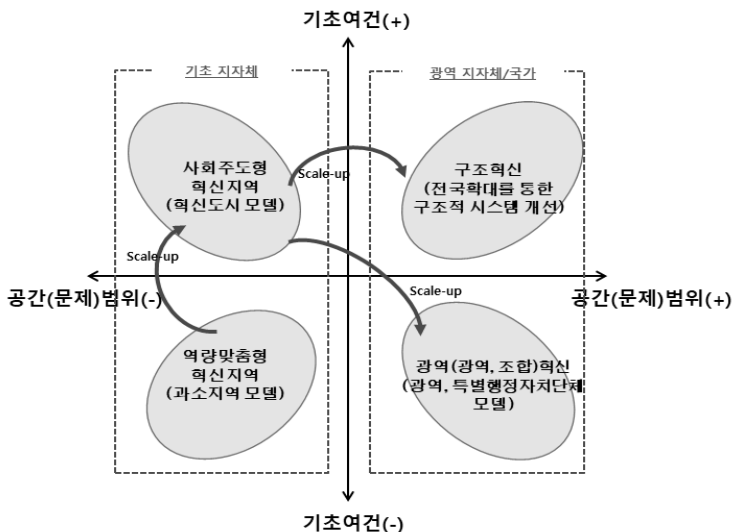 기초여건(+)
기초 지자체
광역 지자체/국가
사회주도형
혁신지역
(혁신도시 모델)
Scale-up
구조혁신
(전국확대를 통한
구조적 시스템 개선)
Scale-up
Scale-up
공간(문제)범위(-)
공간(문제)범위(+)
역량맞춤형
혁신지역
(과소지역 모델)
광역(광역, 조합)혁신
(광역, 특별행정자치단체
모델)
기초여건(-)